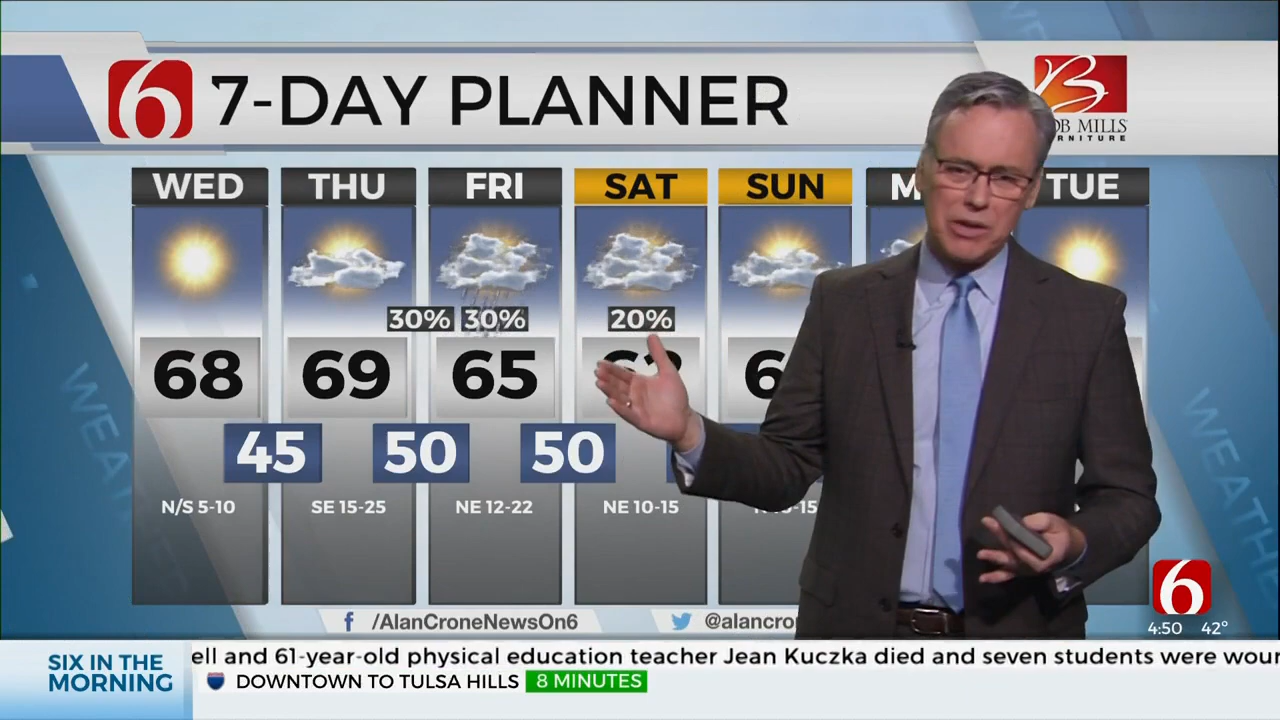 6 7-DAY PLANNER
B
OB MILLS
RNITURE
WED THU FRI SAT SUN M TUE
30% 30% 20%
68 69 65 6
45 50 50
N/S 5-10 SE 15-25 NE 12-22 NE 10-15
f /AlanCroneNewsOn6 @alancro
6
4:50 42°
SIX IN THE
MORNING
ell and 61-year-old physical education teacher Jean Kuczka died and seven students were wour
DOWNTOWN TO TULSA HILLS 8 MINUTES